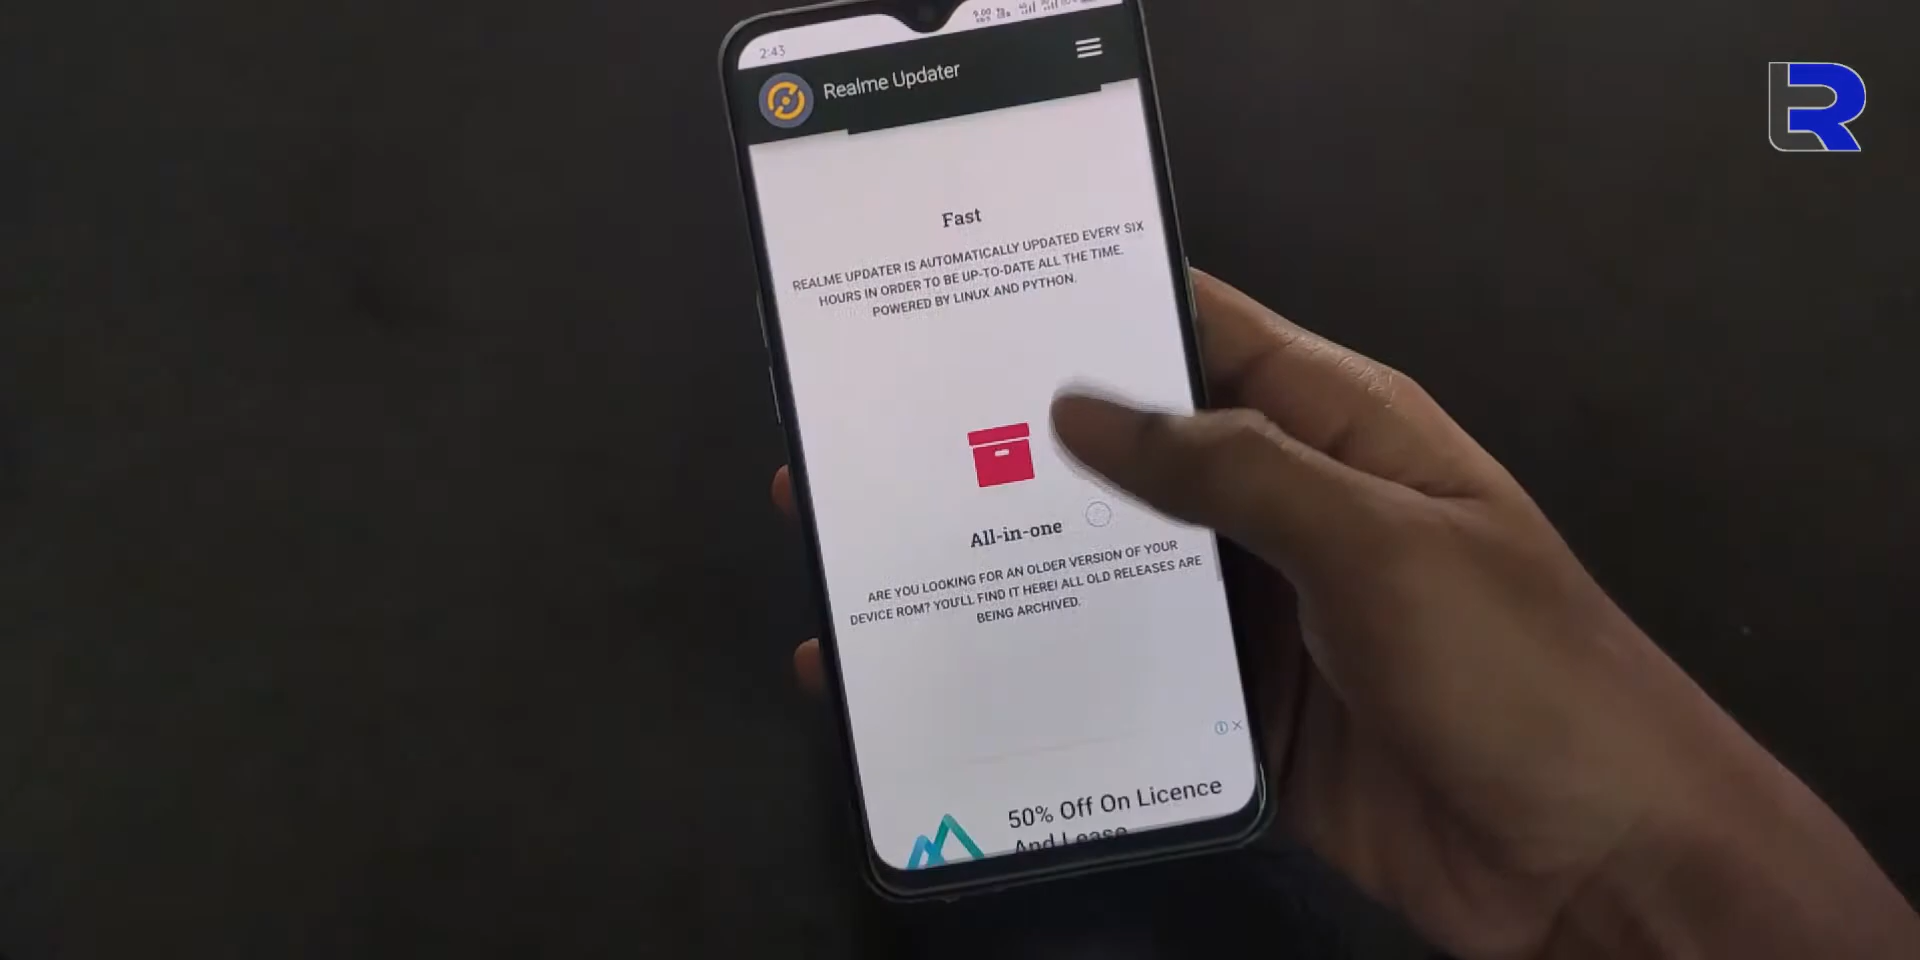 2:43
Realme Updater
Fast
REALME UPDATER IS AUTOMATICALLY UPDATED EVERY SIX
HOURS IN ORDER TO BE UP-TO-DATE ALL THE TIME.
POWERED BY LINUX AND PYTHON.
All-in-one
ARE YOU LOOKING FOR AN OLDER VERSION OF YOUR
DEVICE ROM? YOU'LL FIND IT HERE! ALL OLD RELEASES ARE
BEING ARCHIVED.
50% Off On Licence
And Lease